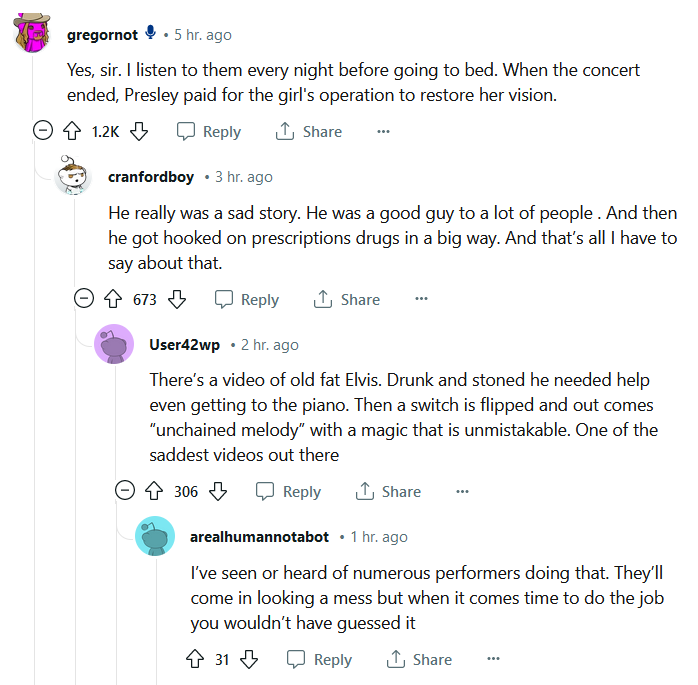 gregornot • 5 hr. ago
Yes, sir. I listen to them every night before going to bed. When the concert
ended, Presley paid for the girl's operation to restore her vision.
1.2K Reply Share ···
cranfordboy • 3 hr. ago
He really was a sad story. He was a good guy to a lot of people . And then
he got hooked on prescriptions drugs in a big way. And that’s all I have to
say about that.
673 Reply Share ···
User42wp • 2 hr. ago
There’s a video of old fat Elvis. Drunk and stoned he needed help
even getting to the piano. Then a switch is flipped and out comes
“unchained melody” with a magic that is unmistakable. One of the
saddest videos out there
306 Reply Share ···
arealhumannotabot • 1 hr. ago
I’ve seen or heard of numerous performers doing that. They’ll
come in looking a mess but when it comes time to do the job
you wouldn’t have guessed it
31 Reply Share ···